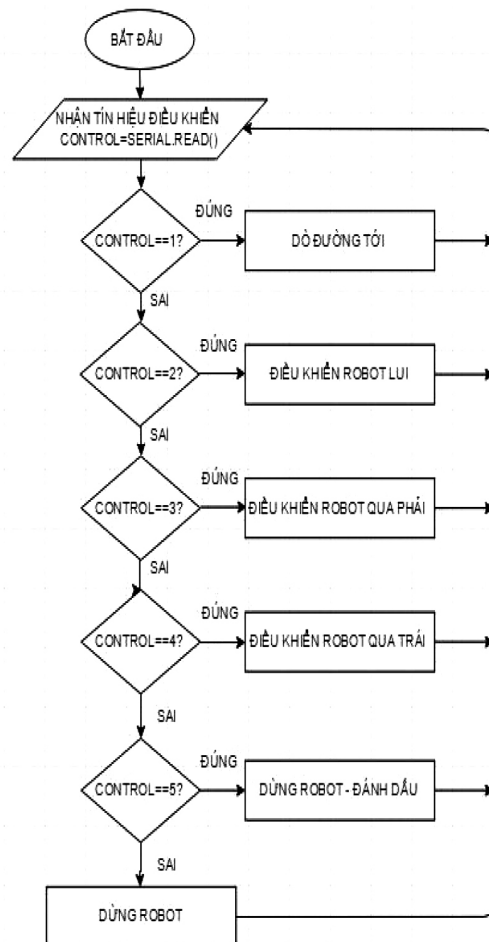 BẮT ĐẦU
NHẬN TÍN HIỆU ĐIỀU KHIỂN
CONTROL=SERIAL.READ()
CONTROL==1?
ĐÚNG
DÒ ĐƯỜNG TỚI
SAI
CONTROL==2?
ĐÚNG
ĐIỀU KHIỂN ROBOT LUI
SAI
CONTROL==3?
ĐÚNG
ĐIỀU KHIỂN ROBOT QUA PHẢI
SAI
CONTROL==4?
ĐÚNG
ĐIỀU KHIỂN ROBOT QUA TRÁI
SAI
CONTROL==5?
ĐÚNG
DỪNG ROBOT - ĐÁNH DẤU
SAI
DỪNG ROBOT